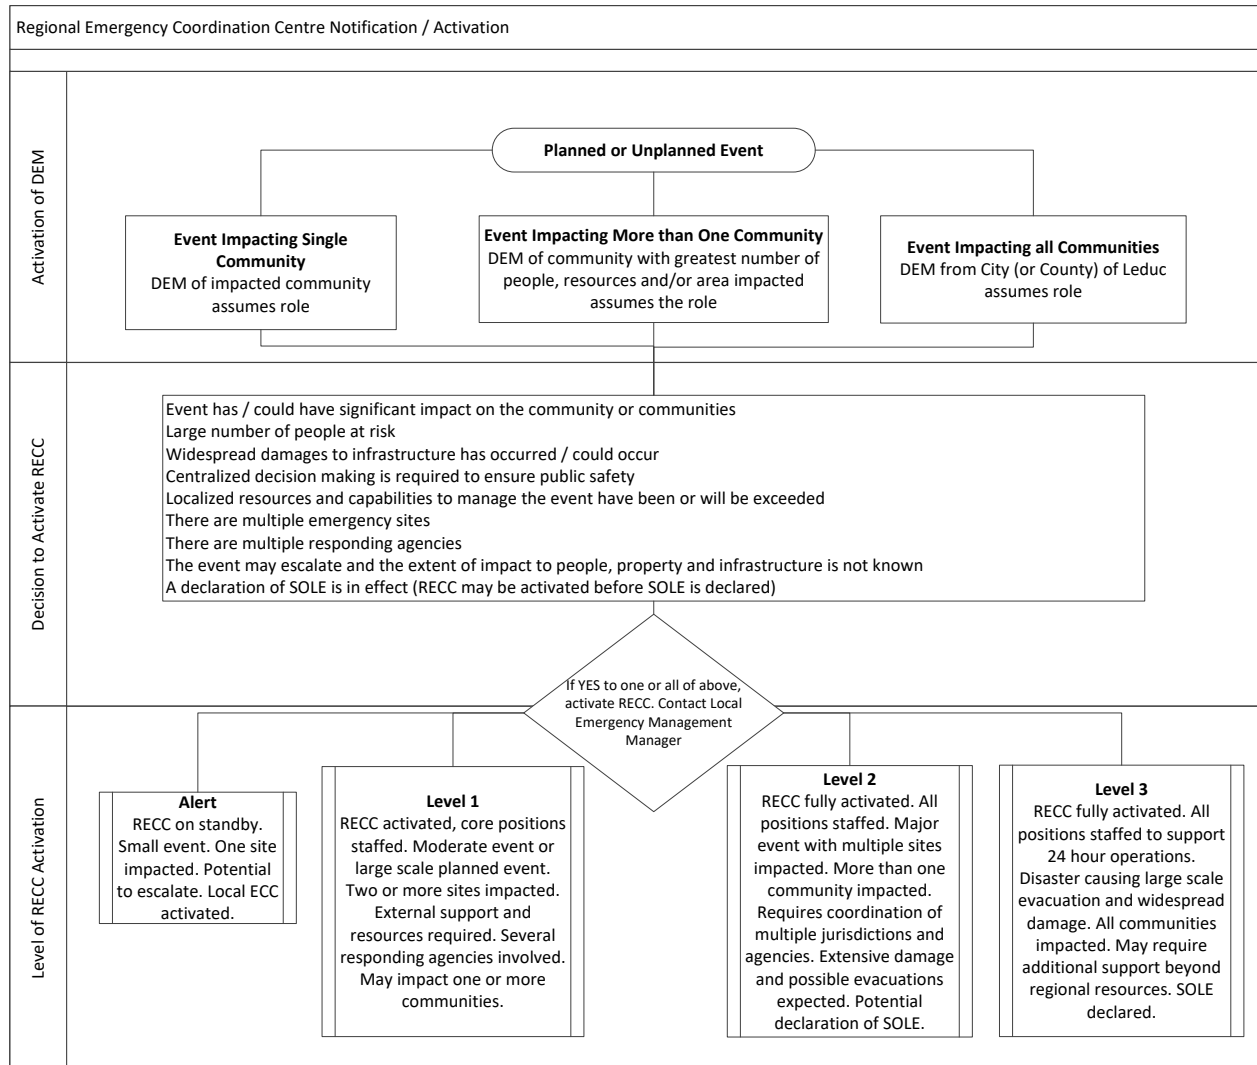 Regional Emergency Coordination Centre Notification / Activation
Activation of DEM
Planned or Unplanned Event
Event Impacting Single
Community
DEM of impacted community
assumes role
Event Impacting More than One Community
DEM of community with greatest number of
people, resources and/or area impacted
assumes the role
Event Impacting all Communities
DEM from City (or County) of Leduc
assumes role
Decision to Activate RECC
Event has / could have significant impact on the community or communities
Large number of people at risk
Widespread damages to infrastructure has occurred / could occur
Centralized decision making is required to ensure public safety
Localized resources and capabilities to manage the event have been or will be exceeded
There are multiple emergency sites
There are multiple responding agencies
The event may escalate and the extent of impact to people, property and infrastructure is not known
A declaration of SOLE is in effect (RECC may be activated before SOLE is declared)
If YES to one or all of above,
activate RECC. Contact Local
Emergency Management
Manager
Level of RECC Activation
Alert
RECC on standby.
Small event. One site
impacted. Potential
to escalate. Local ECC
activated.
Level 1
RECC activated, core positions
staffed. Moderate event or
large scale planned event.
Two or more sites impacted.
External support and
resources required. Several
responding agencies involved.
May impact one or more
communities.
Level 2
RECC fully activated. All
positions staffed. Major
event with multiple sites
impacted. More than one
community impacted.
Requires coordination of
multiple jurisdictions and
agencies. Extensive damage
and possible evacuations
expected. Potential
declaration of SOLE.
Level 3
RECC fully activated. All
positions staffed to support
24 hour operations.
Disaster causing large scale
evacuation and widespread
damage. All communities
impacted. May require
additional support beyond
regional resources. SOLE
declared.